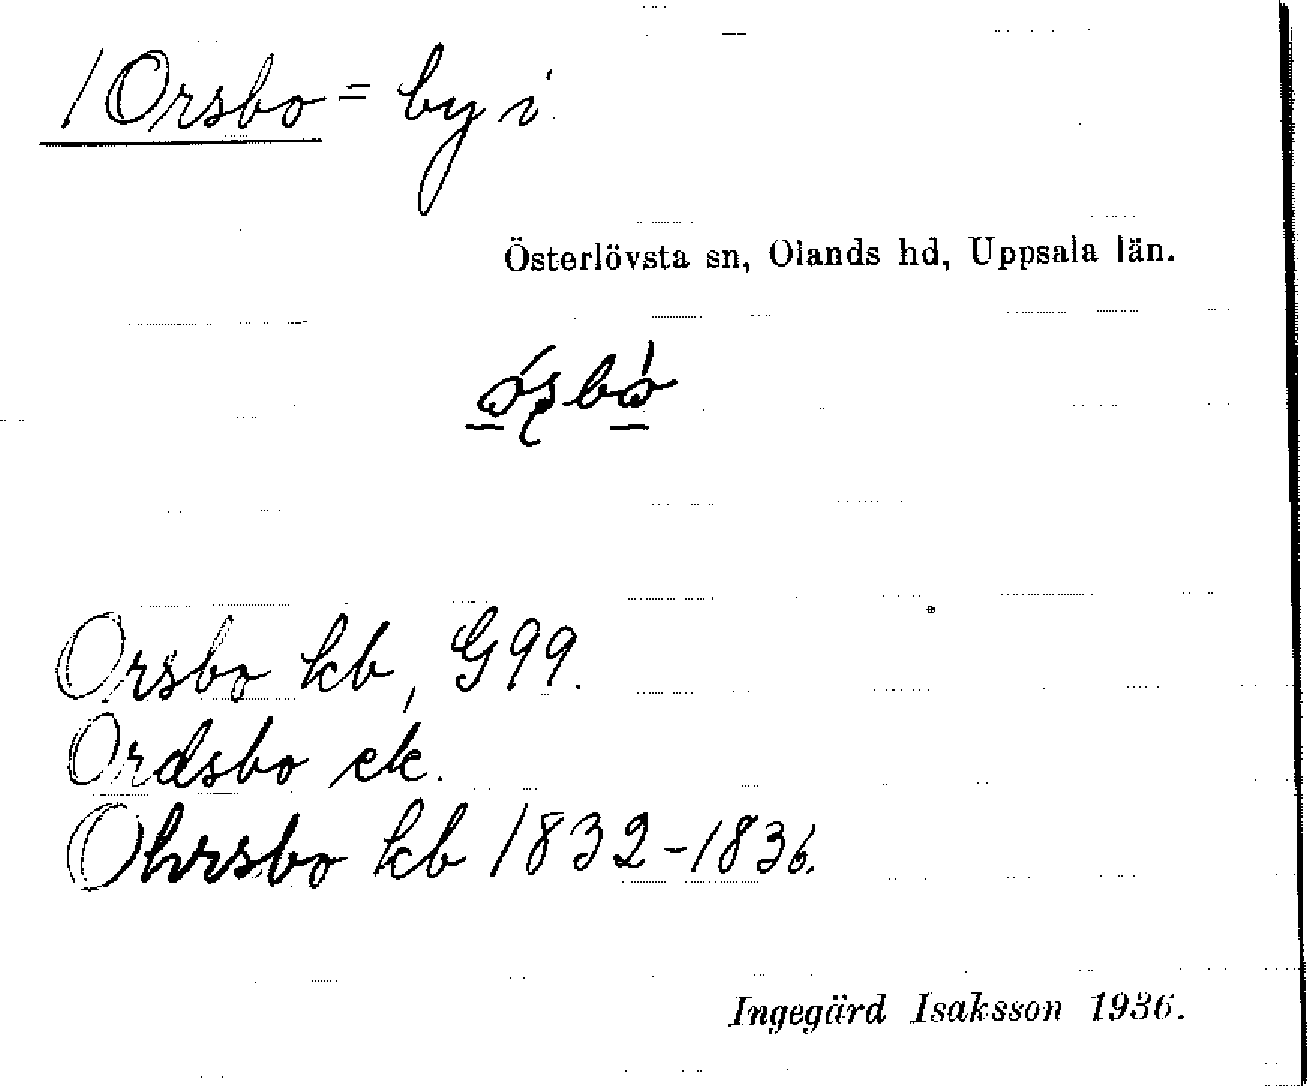 1 Orsbo = by i
Österlövsta sn, Olands hd, Uppsala län.
Orsbo kb, G99.
Ordsbo ek.
Ohrsbo kb 1832-1836.
Ingegärd Isaksson 1936.